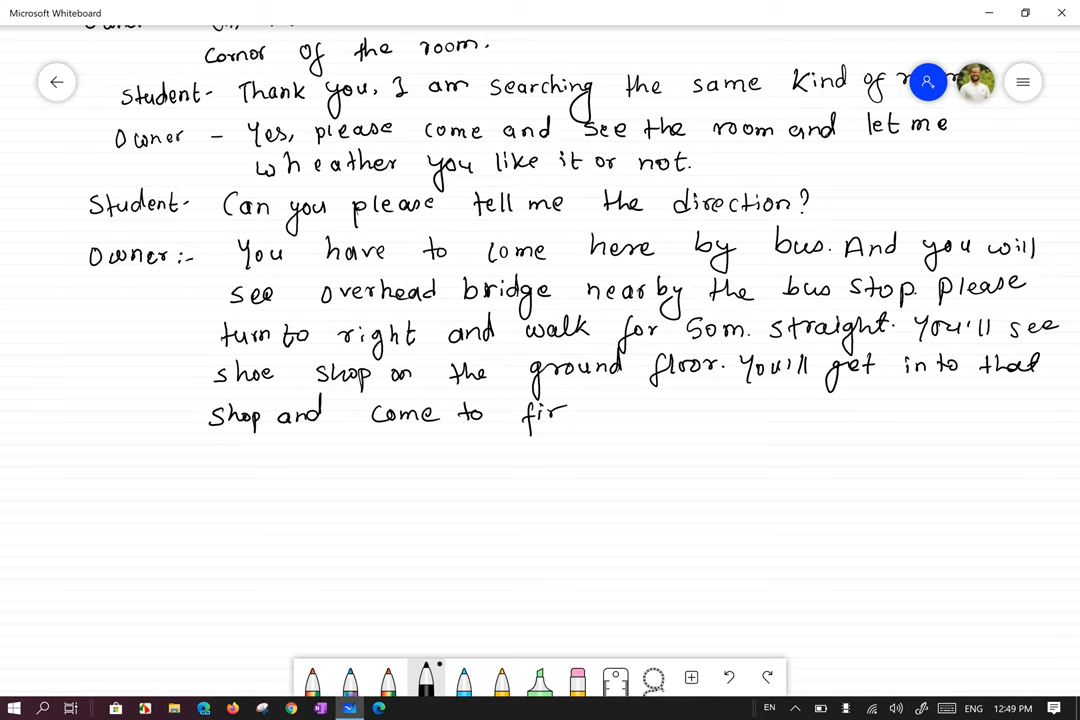 Microsoft Whiteboard
Cornor of the room.
Student- Thank you, I am searching the same kind of
Owner - Yes, please come and see the room and let me
wheather you like it or not.
Student- Can you please tell me the direction?
Owner:- You have to come here by bus. And you will
see overhead bridge nearby the bus stop. please
turn to right and walk for 50m. straight. You'll see
shoe shop on the ground floor. You'll get into that
shop and come to fir
EN ENG 12:49 PM